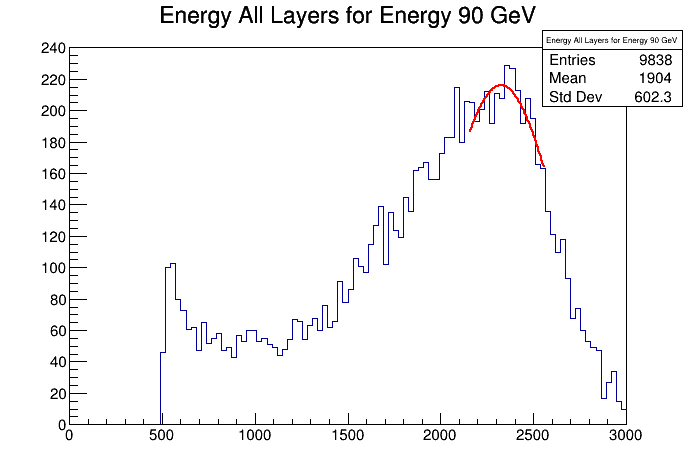 Energy All Layers for Energy 90 GeV
Energy All Layers for Energy 90 GeV
Entries 9838
Mean 1904
Std Dev 602.3
240
220
200
180
160
140
120
100
80
60
40
20
0
0 500 1000 1500 2000 2500 3000